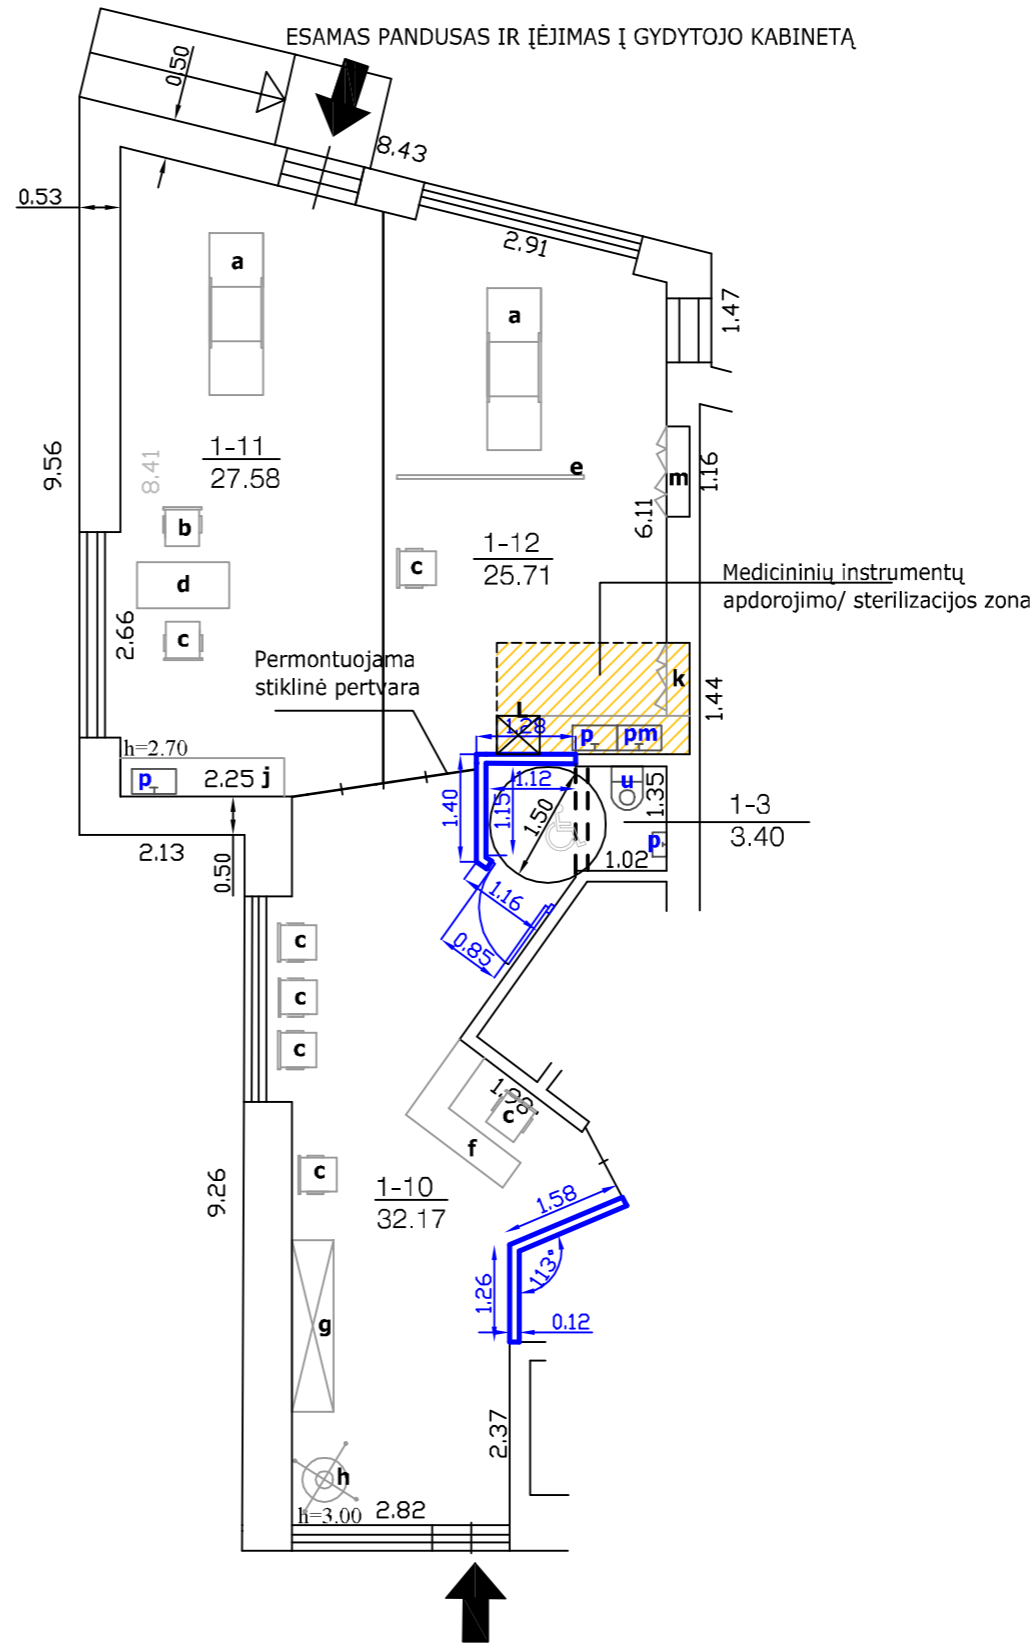 ESAMAS PANDUSAS IR ĮĖJIMAS Į GYDYTOJO KABINETĄ
0.50
8.43
0.53
2.91
1.47
a
a
9.56
8.41
1-11
27.58
e
m
1.16
6.11
b
1-12
25.71
c
d
c
2.66
Medicininių instrumentų
apdorojimo/ sterilizacijos zona
Permontuojama
stiklinė pertvara
k
1.44
L
1.28
p
pm
h=2.70
p
2.25
j
1.40
1.15
1.12
1.50
u
1.35
1-3
3.40
p
1.02
2.13
0.50
1.16
0.85
c
c
c
1.98
c
f
c
9.26
1-10
32.17
1.58
113°
1.26
0.12
g
2.37
h
h=3.00
2.82